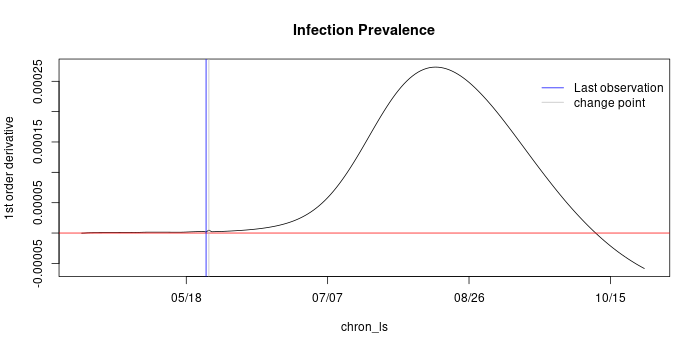 Infection Prevalence
1st order derivative
0.00025
0.00015
0.00005
-0.00005
Last observation
change point
05/18
07/07
08/26
10/15
chron_ls